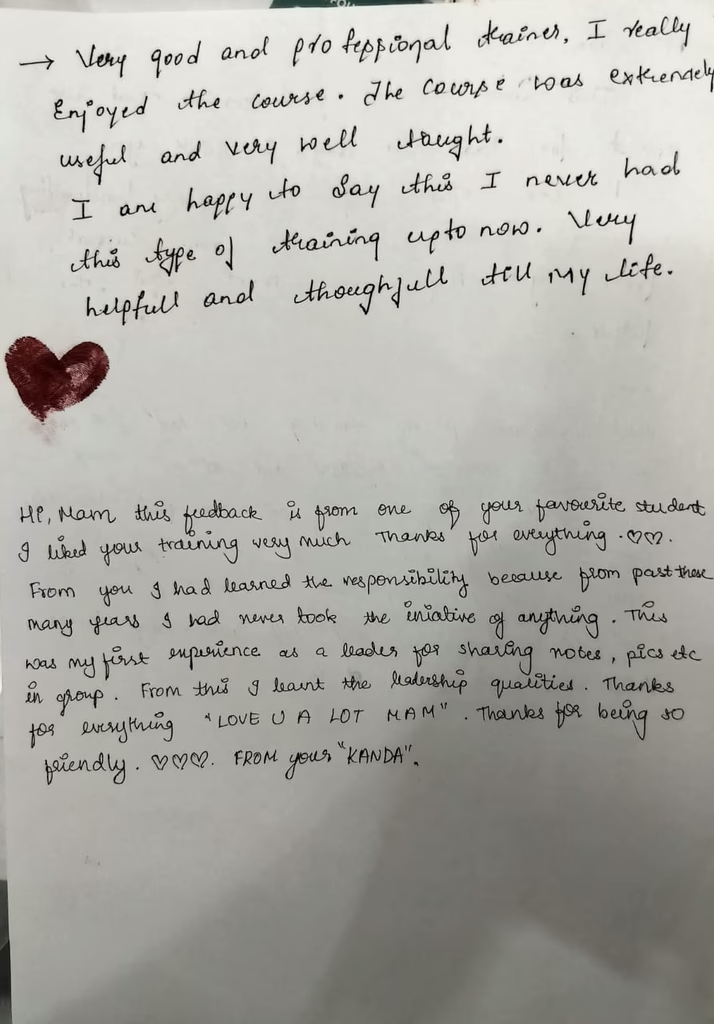 → Very good and professional trainer, I really
Enjoyed the course. The course was extremely
useful and very well taught.
I am happy to say this I never had
this type of training upto now. Very
helpfull and thoughfull till My life.
HI, Mam this feedback is from one of your favourite student
I liked your training very much Thanks for everything. ♡♡.
From you I had learned the responsibility because from past these
many years I had never took the iniative of anything. This
was my first experience as a leader for sharing notes, pics etc
in group. From this I learnt the leadership qualities. Thanks
for everything "LOVE U A LOT MAM". Thanks for being so
friendly. ♡♡♡. FROM your "KANDA".